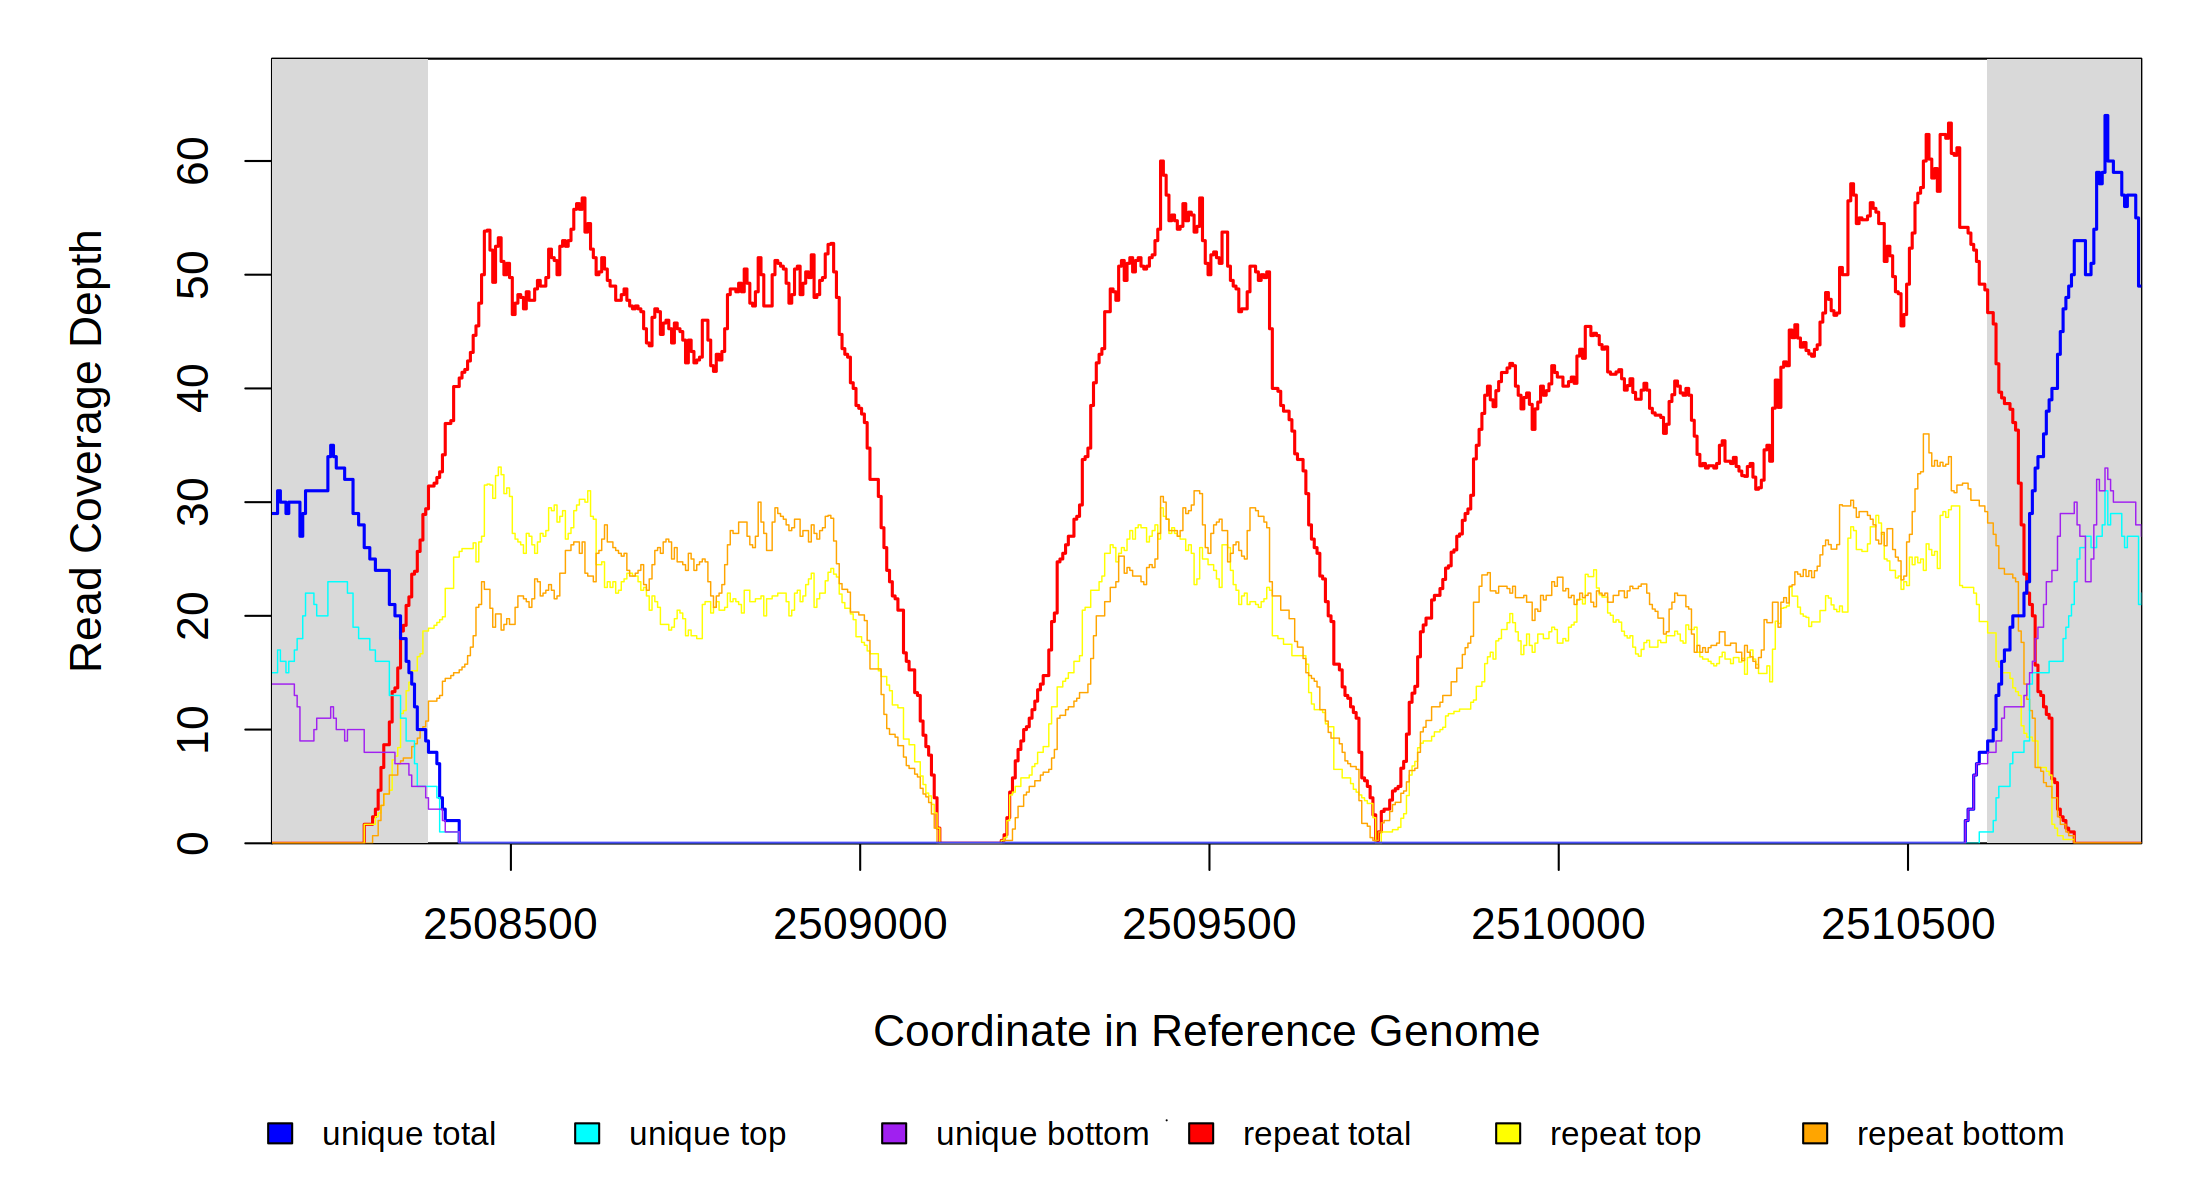 Read Coverage Depth
60
50
40
30
20
10
0
2508500 2509000 2509500 2510000 2510500
Coordinate in Reference Genome
unique total unique top unique bottom repeat total repeat top repeat bottom